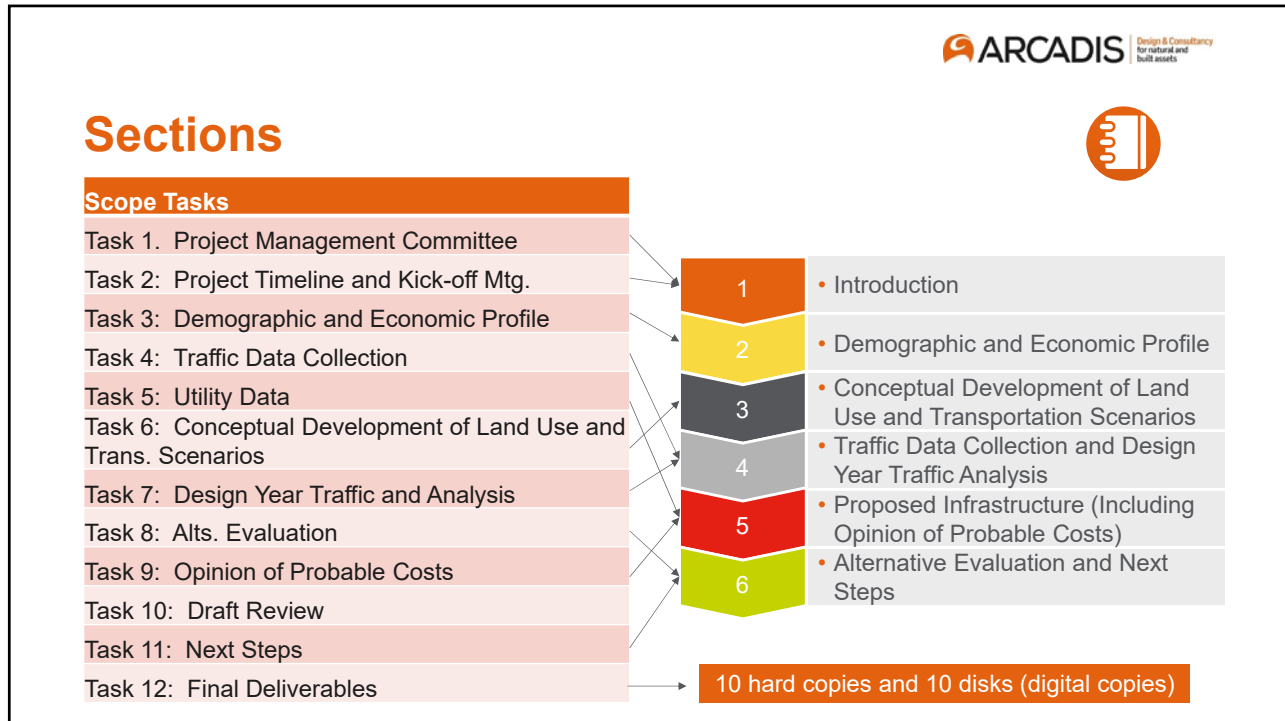 ARCADIS
Design & Consultancy
for natural and
built assets
Sections
Scope Tasks
Task 1.  Project Management Committee
Task 2:  Project Timeline and Kick-off Mtg.
Task 3:  Demographic and Economic Profile
Task 4:  Traffic Data Collection
Task 5:  Utility Data
Task 6:  Conceptual Development of Land Use and
Trans. Scenarios
Task 7:  Design Year Traffic and Analysis
Task 8:  Alts. Evaluation
Task 9:  Opinion of Probable Costs
Task 10:  Draft Review
Task 11:  Next Steps
Task 12:  Final Deliverables
1
• Introduction
2
• Demographic and Economic Profile
3
• Conceptual Development of Land
Use and Transportation Scenarios
4
• Traffic Data Collection and Design
Year Traffic Analysis
5
• Proposed Infrastructure (Including
Opinion of Probable Costs)
6
• Alternative Evaluation and Next
Steps
10 hard copies and 10 disks (digital copies)